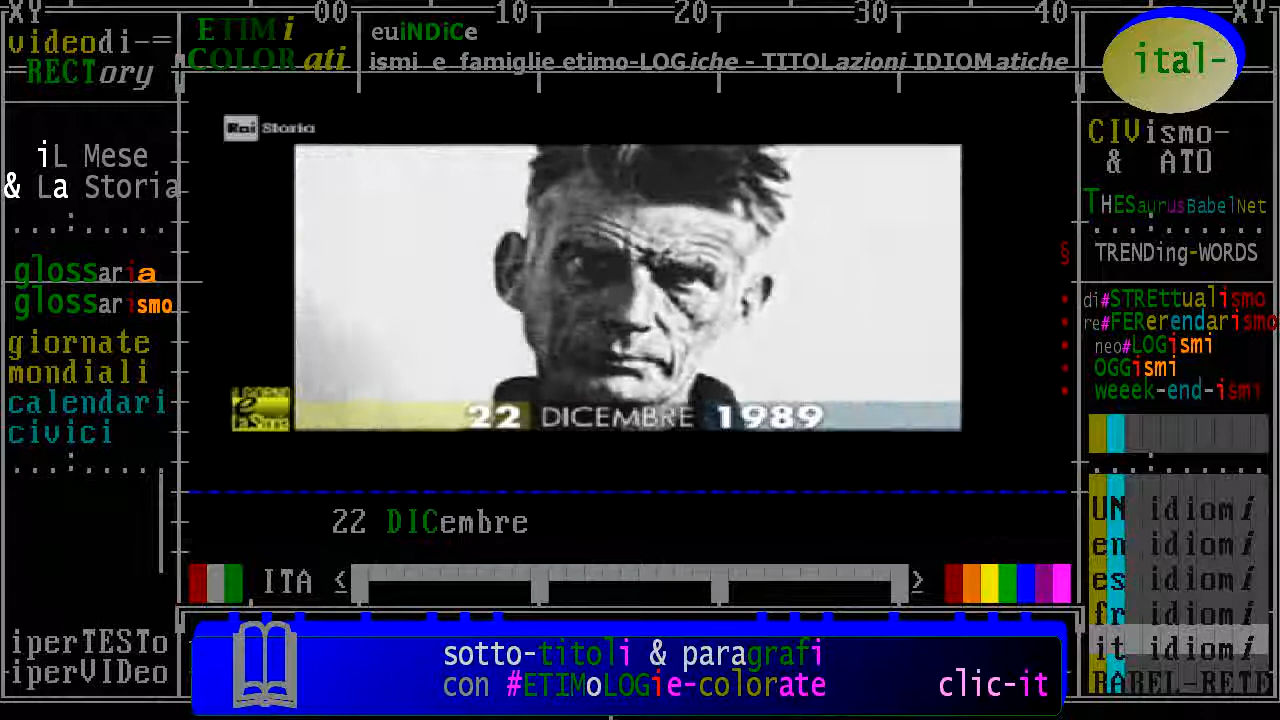 XY 00 10 20 30 40 XY
videodi-=
RECTory
ETIMi
COLORati
euiNDiCe
ismi e famiglie etimo-LOGiche - TITOLazioni IDIOMatiche
ital-
iL Mese
& La Storia
glossaria
glossarismo
giornate
mondiali
calendari
civici
iperTESTo
iperVIDeo
Rai Storia
22 DICEMBRE 1989
22 DICembre
ITA < >
sotto-titoli & paragrafi
con #ETIMoLOGie-colorate clic-it
CIVismo-
& ATO
THESaurusBabelNet
TRENDing-WORDS
§
di#STREttualismo
re#FERerendarismo
neo#LOGismi
OGGismi
weeek-end-ismi
UN idiomi
en idiomi
es idiomi
fr idiomi
it idiomi